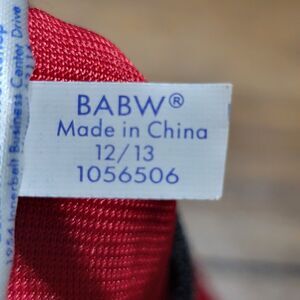 BABW®
Made in China
12/13
1056506
1954 Innerbelt Business Center Drive